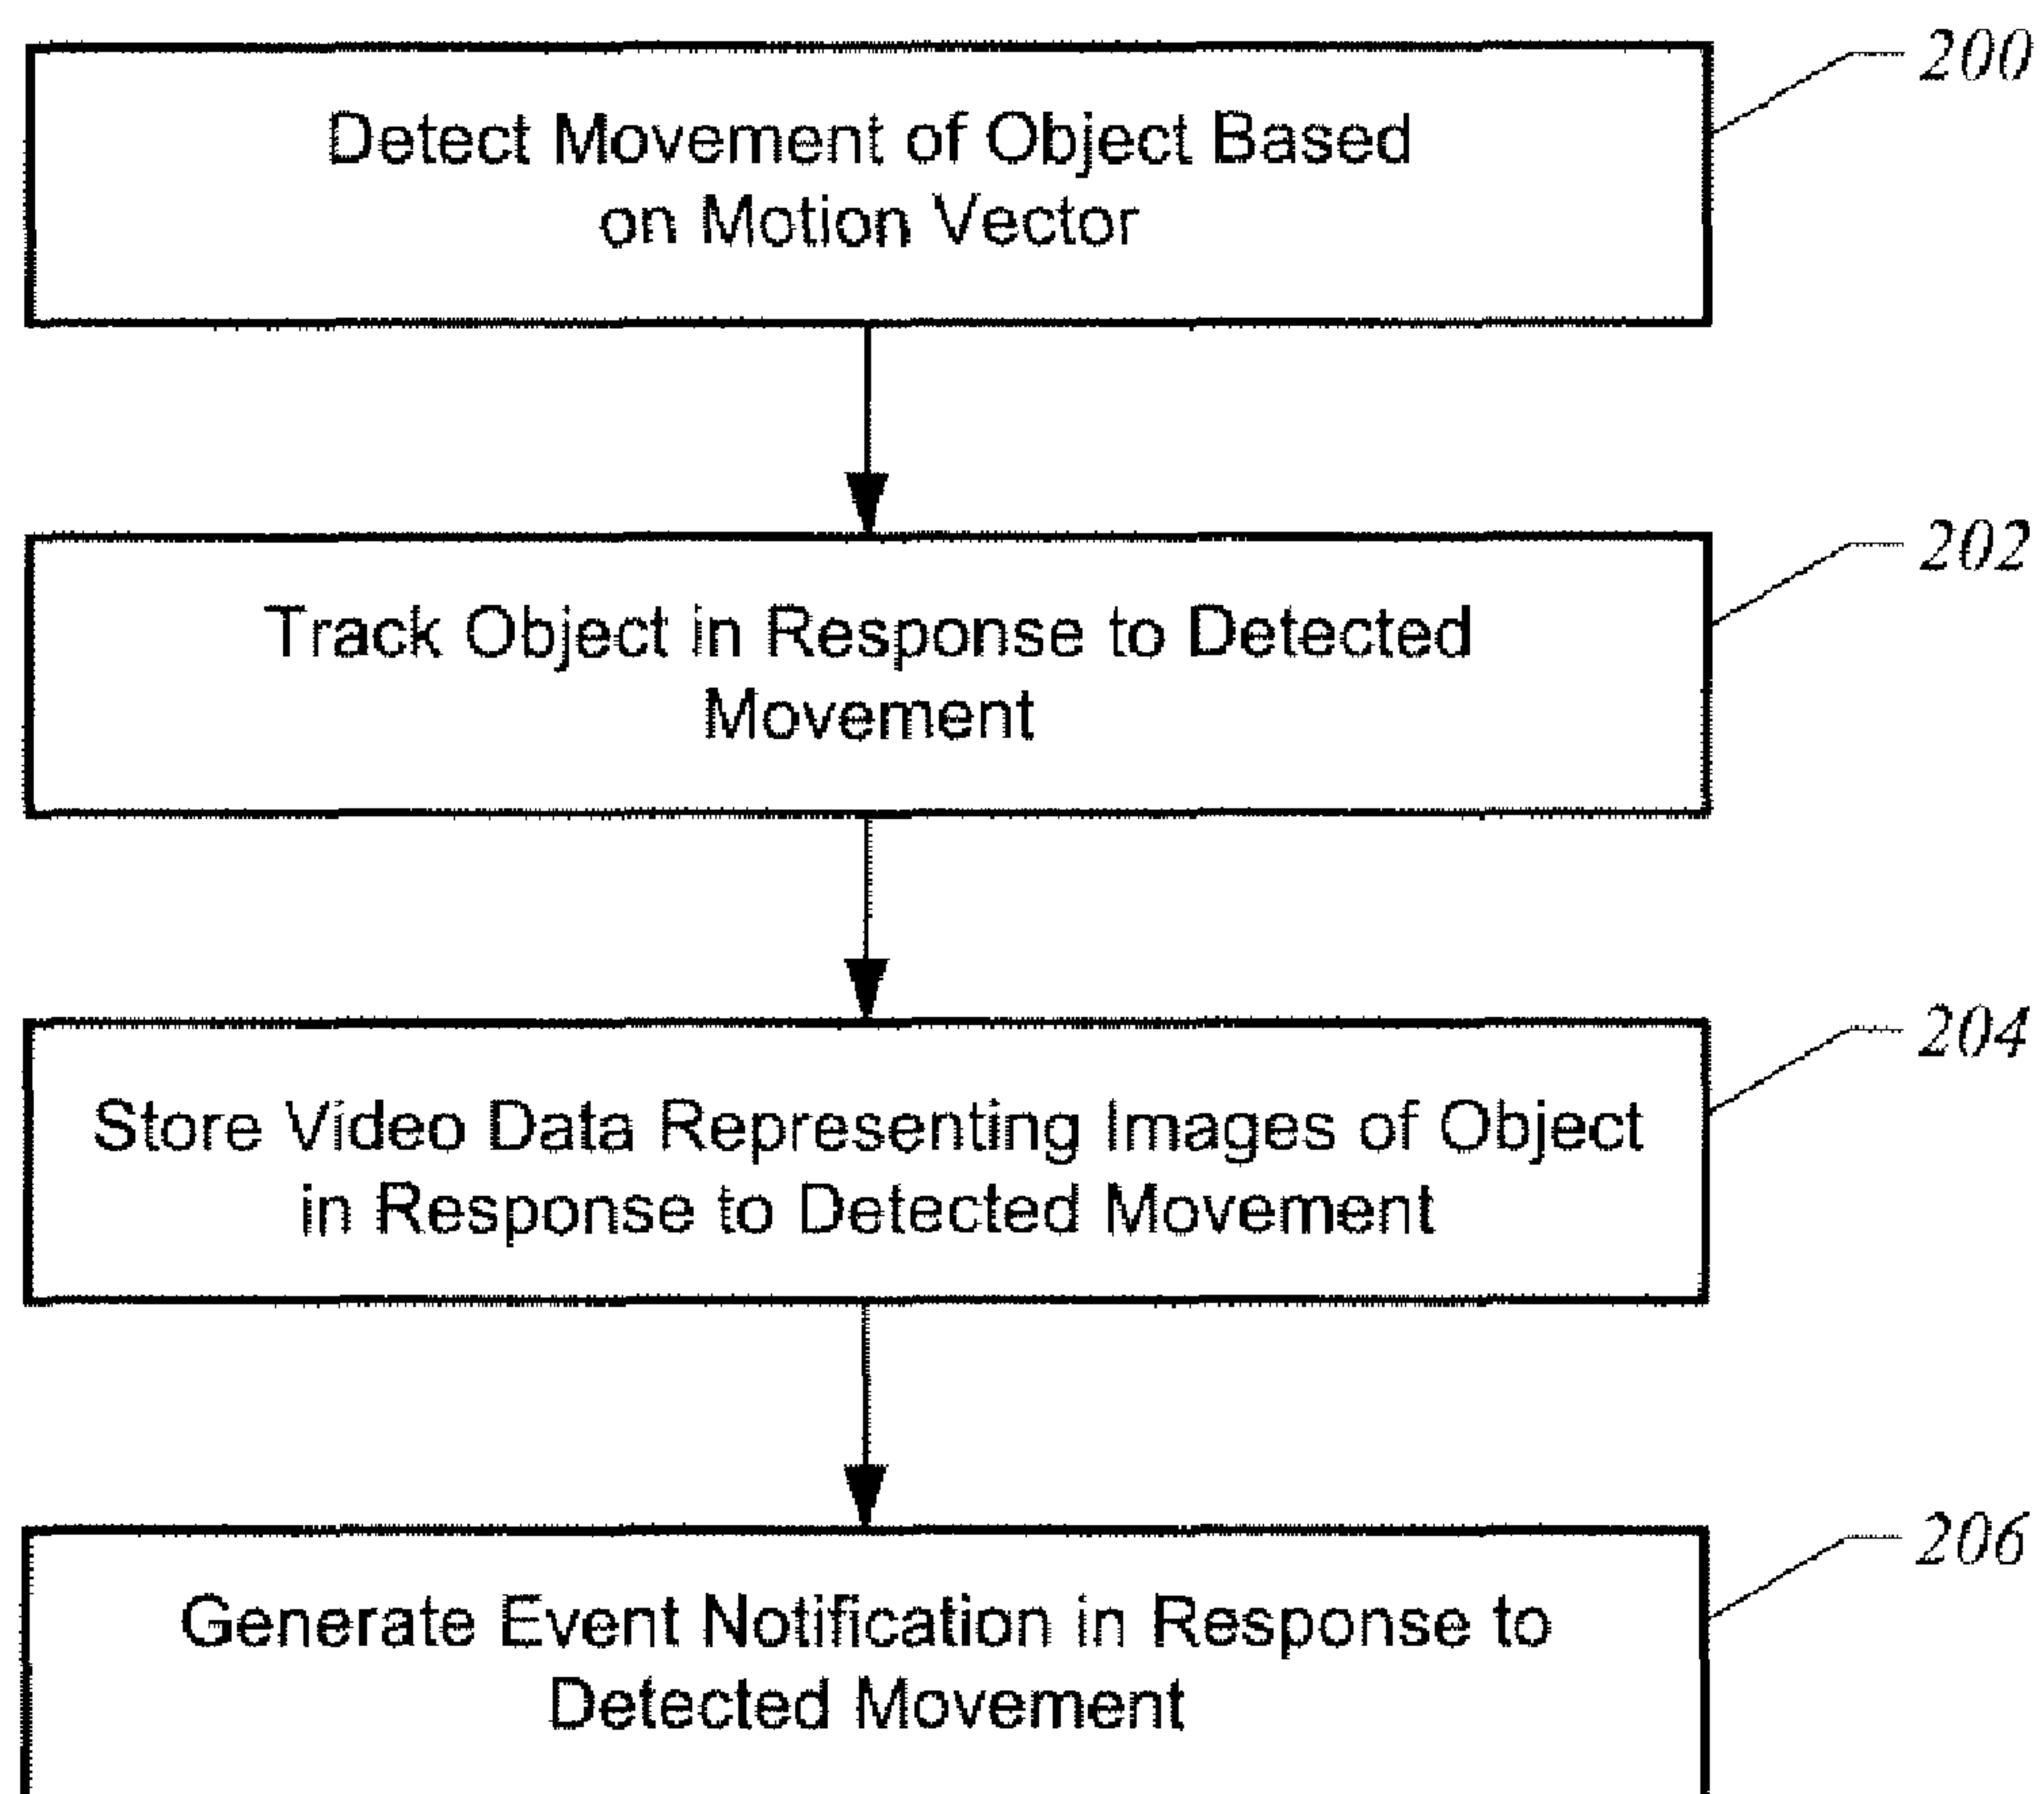 200
Detect Movement of Object Based
on Motion Vector
202
Track Object in Response to Detected
Movement
204
Store Video Data Representing Images of Object
in Response to Detected Movement
206
Generate Event Notification in Response to
Detected Movement